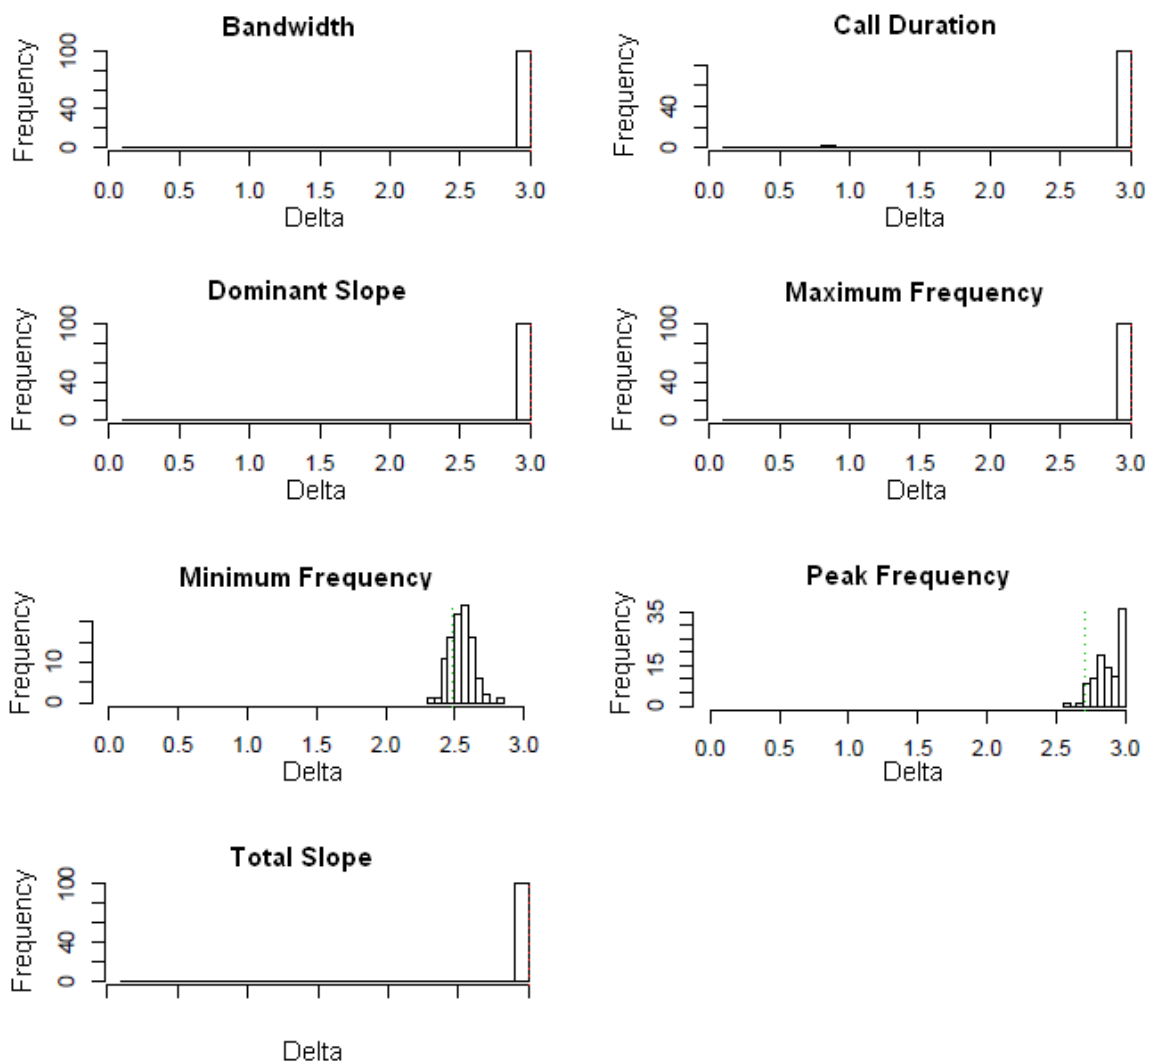 Bandwidth
Frequency
0 40 100
0.0 0.5 1.0 1.5 2.0 2.5 3.0
Delta
Call Duration
Frequency
0 40
0.0 0.5 1.0 1.5 2.0 2.5 3.0
Delta
Dominant Slope
Frequency
0 40 100
0.0 0.5 1.0 1.5 2.0 2.5 3.0
Delta
Maximum Frequency
Frequency
0 40 100
0.0 0.5 1.0 1.5 2.0 2.5 3.0
Delta
Minimum Frequency
Frequency
0 10
0.0 0.5 1.0 1.5 2.0 2.5 3.0
Delta
Peak Frequency
Frequency
0 15 35
0.0 0.5 1.0 1.5 2.0 2.5 3.0
Delta
Total Slope
Frequency
0 40 100
Delta